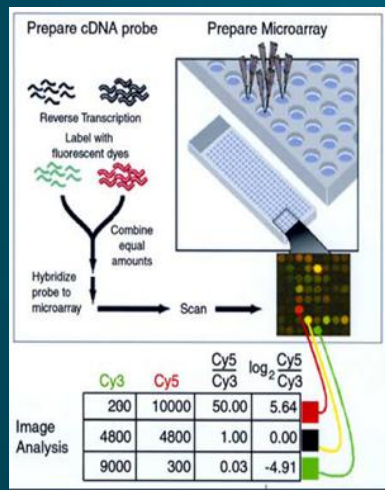 Prepare cDNA probe
Prepare Microarray
Reverse Transcription
Label with
fluorescent dyes
Combine
equal
amounts
Hybridize
probe to
microarray
Scan
Image
Analysis
Cy3 Cy5 Cy5/Cy3 log2 Cy5/Cy3
200 10000 50.00 5.64
4800 4800 1.00 0.00
9000 300 0.03 -4.91